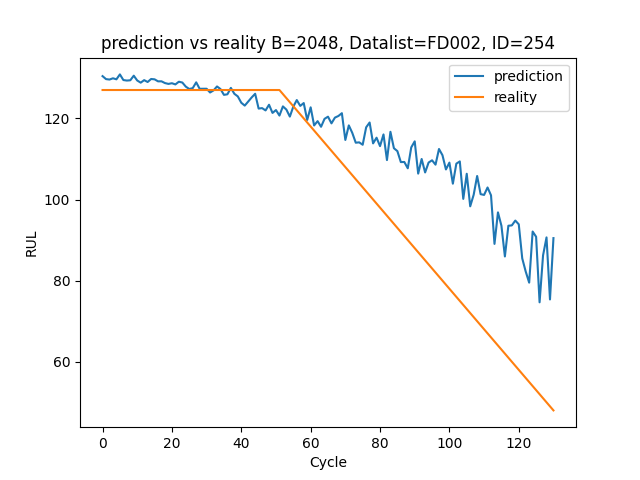 prediction vs reality B=2048, Datalist=FD002, ID=254
prediction
reality
RUL
120
100
80
60
0 20 40 60 80 100 120
Cycle